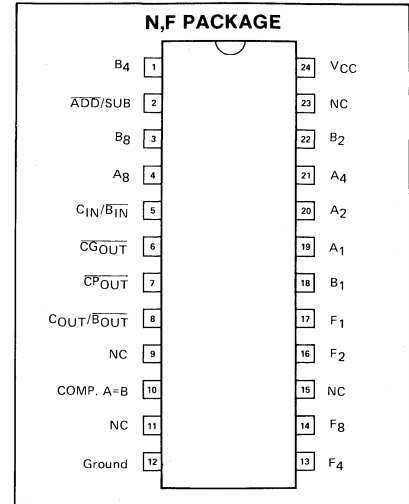 N,F PACKAGE
B4 1 24 VCC
ADD/SUB 2 23 NC
B8 3 22 B2
A8 4 21 A4
CIN/BIN 5 20 A2
CGOUT 6 19 A1
CPOUT 7 18 B1
COUT/BOUT 8 17 F1
NC 9 16 F2
COMP. A=B 10 15 NC
NC 11 14 F8
Ground 12 13 F4